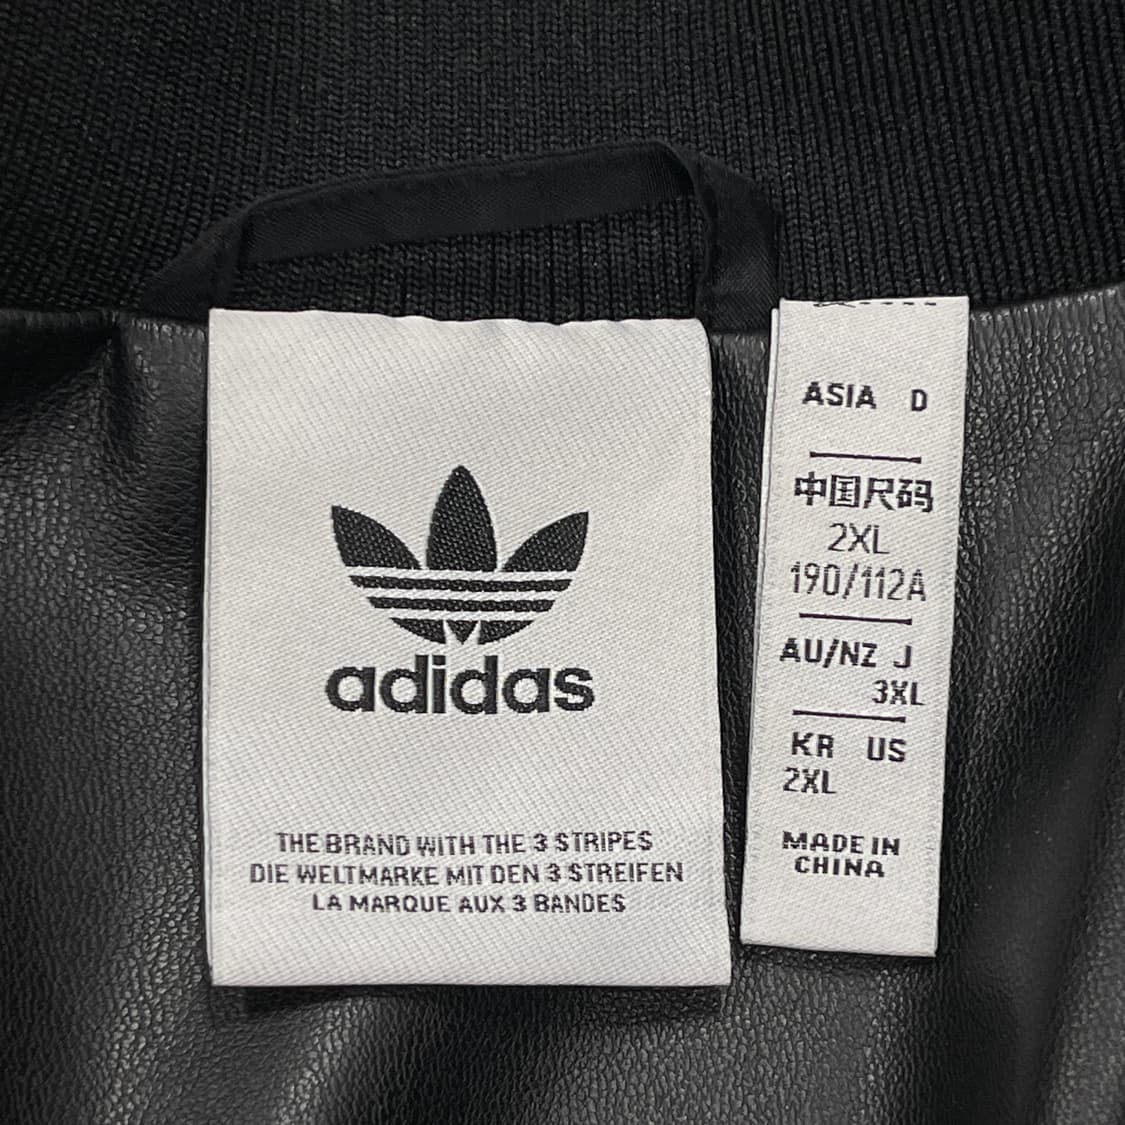 adidas
THE BRAND WITH THE 3 STRIPES
DIE WELTMARKE MIT DEN 3 STREIFEN
LA MARQUE AUX 3 BANDES
ASIA D
中国尺码
2XL
190/112A
AU/NZ J
3XL
KR US
2XL
MADE IN
CHINA